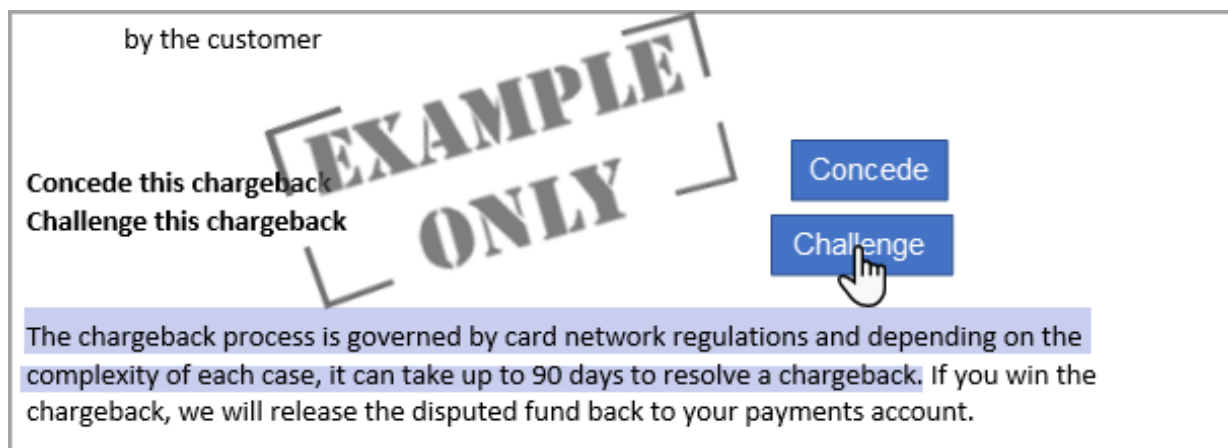 by the customer
EXAMPLE
ONLY
Concede this chargeback
Concede
Challenge this chargeback
Challenge
The chargeback process is governed by card network regulations and depending on the
complexity of each case, it can take up to 90 days to resolve a chargeback. If you win the
chargeback, we will release the disputed fund back to your payments account.